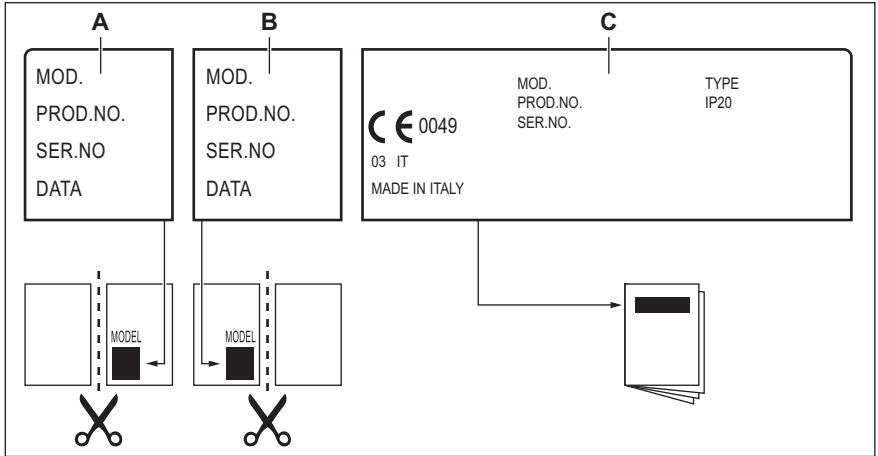 A
B
C
MOD.
PROD.NO.
SER.NO
DATA
MOD.
PROD.NO.
SER.NO
DATA
CE 0049
03 IT
MADE IN ITALY
MOD.
PROD.NO.
SER.NO.
TYPE
IP20
MODEL
MODEL